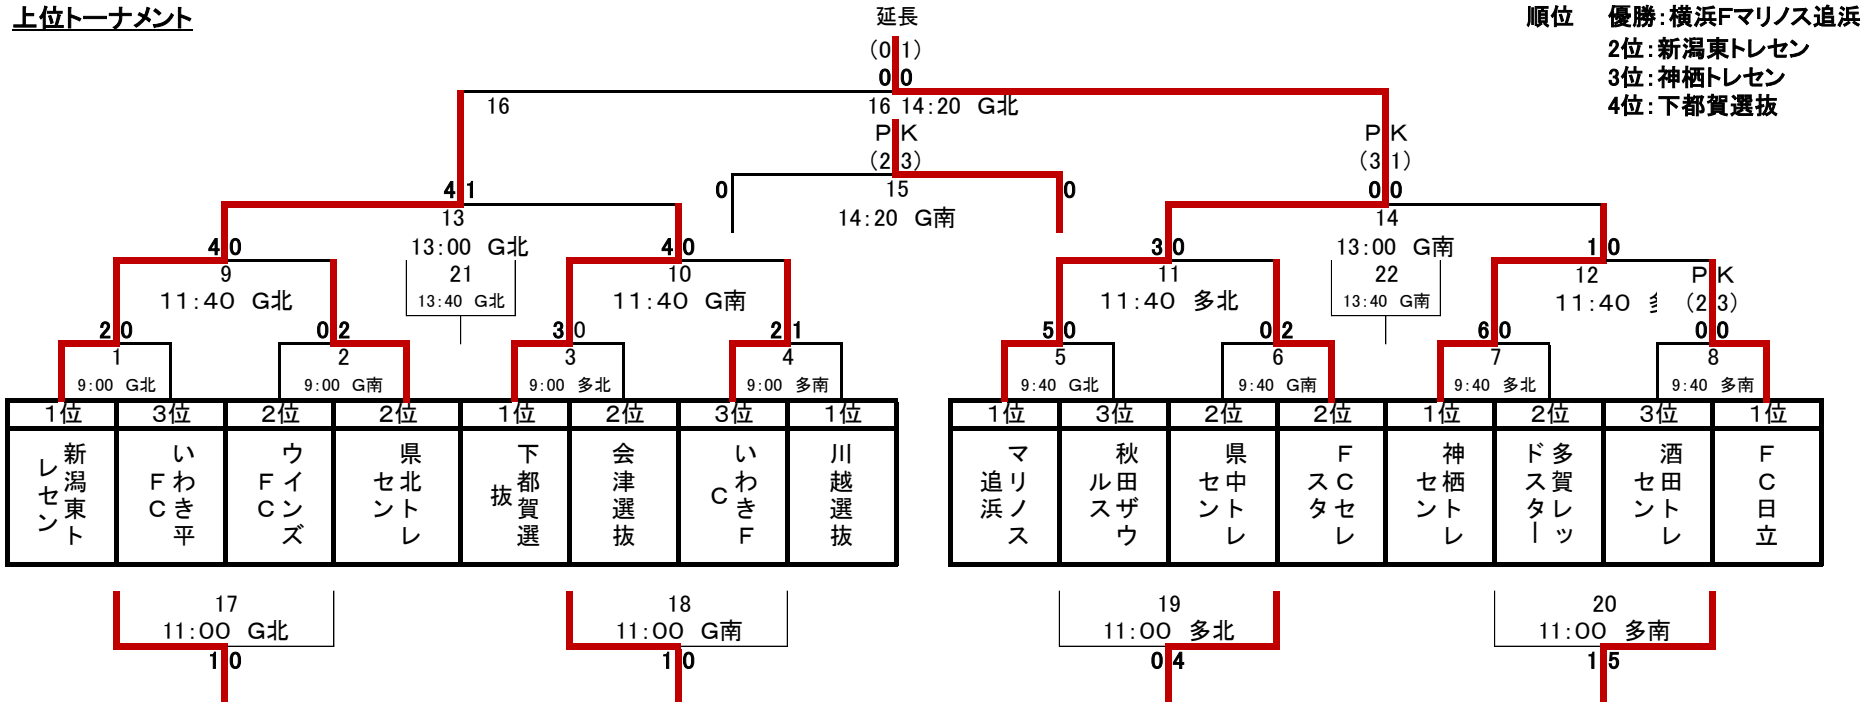 上位トーナメント
延長
順位 優勝：横浜Fマリノス追浜
2位：新潟東トレセン
3位：神栖トレセン
4位：下都賀選抜
(0 1)
0 0
16
16 14:20 G北
PK
(2 3)
PK
(3 1)
0
15
0
14:20 G南
4 1
13
13:00 G北
0 0
14
13:00 G南
4 0
9
11:40 G北
21
13:40 G北
4 0
10
11:40 G南
3 0
11
11:40 多北
22
13:40 G南
1 0
12
11:40
PK
(2 3)
2 0
1
9:00 G北
0 2
2
9:00 G南
3 0
3
9:00 多北
2 1
4
9:00 多南
5 0
5
9:40 G北
0 2
6
9:40 G南
6 0
7
9:40 多北
0 0
8
9:40 多南
1位 3位 2位 2位 1位 2位 3位 1位
1位 3位 2位 2位 1位 2位 3位 1位
新潟東ト
レセン
いわき平
FC
ウインズ
FC
県北トレ
セン
下都賀選
抜
会津選抜
いわきF
C
川越選抜
マリノス
追浜
秋田ザウ
ルス
県中トレ
セン
FCセレ
スタ
神栖トレ
セン
多賀レッ
ドスター
酒田トレ
セン
FC日立
17
11:00 G北
1 0
18
11:00 G南
1 0
19
11:00 多北
0 4
20
11:00 多南
1 5